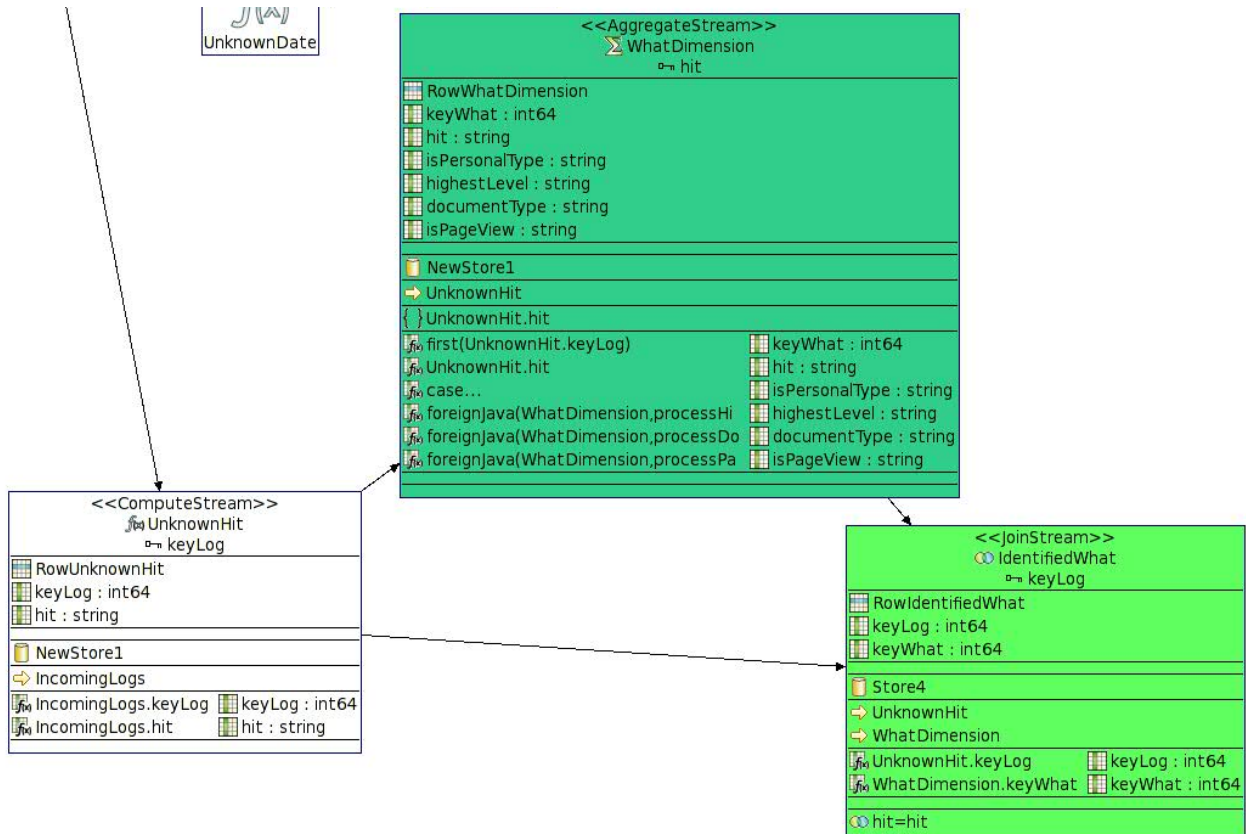 f(x)
UnknownDate
<<AggregateStream>>
WhatDimension
hit
RowWhatDimension
keyWhat : int64
hit : string
isPersonalType : string
highestLevel : string
documentType : string
isPageView : string
NewStore1
UnknownHit
{ } UnknownHit.hit
f(x) first(UnknownHit.keyLog) keyWhat : int64
f(x) UnknownHit.hit hit : string
f(x) case... isPersonalType : string
f(x) foreignJava(WhatDimension,processHi highestLevel : string
f(x) foreignJava(WhatDimension,processDo documentType : string
f(x) foreignJava(WhatDimension,processPa isPageView : string
<<ComputeStream>>
f(x) UnknownHit
keyLog
RowUnknownHit
keyLog : int64
hit : string
NewStore1
IncomingLogs
f(x) IncomingLogs.keyLog keyLog : int64
f(x) IncomingLogs.hit hit : string
<<JoinStream>>
IdentifiedWhat
keyLog
RowIdentifiedWhat
keyLog : int64
keyWhat : int64
Store4
UnknownHit
WhatDimension
f(x) UnknownHit.keyLog keyLog : int64
f(x) WhatDimension.keyWhat keyWhat : int64
hit=hit